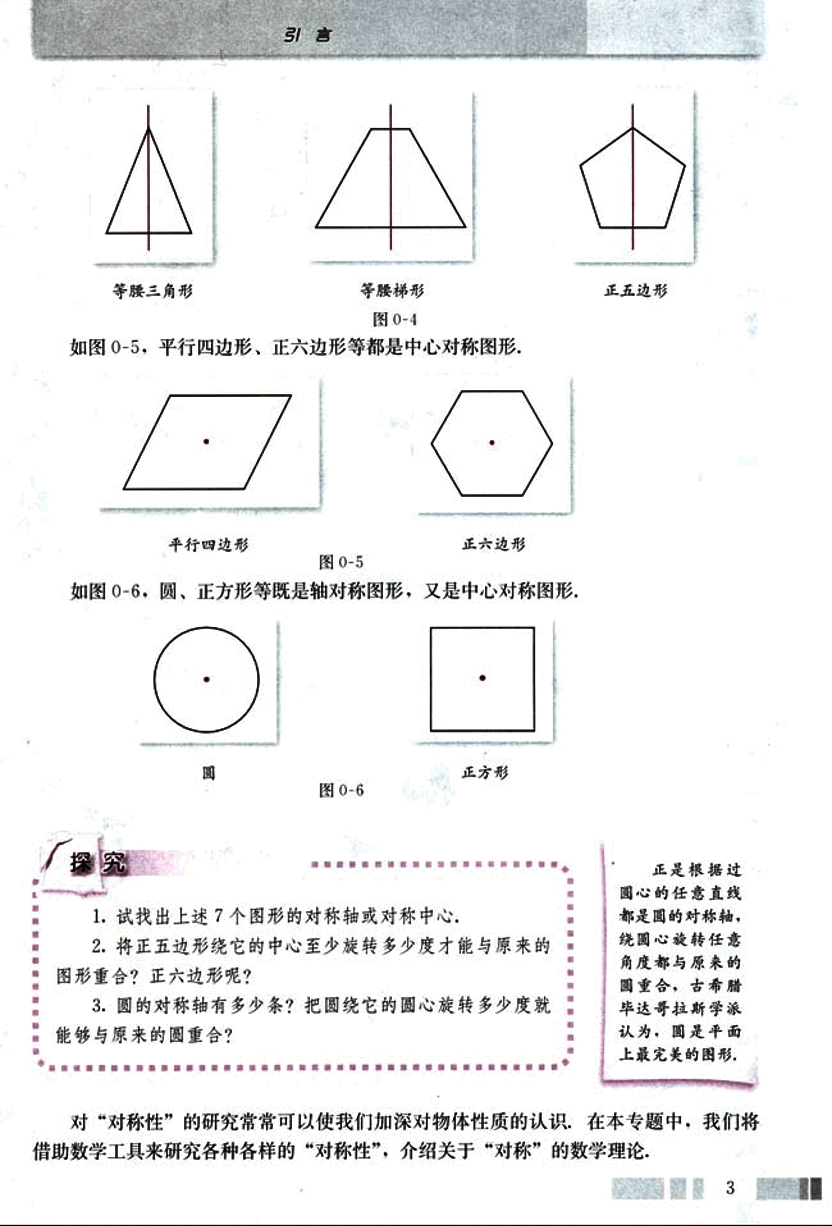 引 言
等腰三角形
等腰梯形
正五边形
图 0-4
如图 0-5，平行四边形、正六边形等都是中心对称图形.
平行四边形
正六边形
图 0-5
如图 0-6，圆、正方形等既是轴对称图形，又是中心对称图形.
圆
正方形
图 0-6
探究
1. 试找出上述 7 个图形的对称轴或对称中心.
2. 将正五边形绕它的中心至少旋转多少度才能与原来的
图形重合？正六边形呢？
3. 圆的对称轴有多少条？把圆绕它的圆心旋转多少度就
能够与原来的圆重合？
正是根据过
圆心的任意直线
都是圆的对称轴，
绕圆心旋转任意
角度都与原来的
圆重合，古希腊
毕达哥拉斯学派
认为，圆是平面
上最完美的图形.
对“对称性”的研究常常可以使我们加深对物体性质的认识. 在本专题中，我们将
借助数学工具来研究各种各样的“对称性”，介绍关于“对称”的数学理论.
3